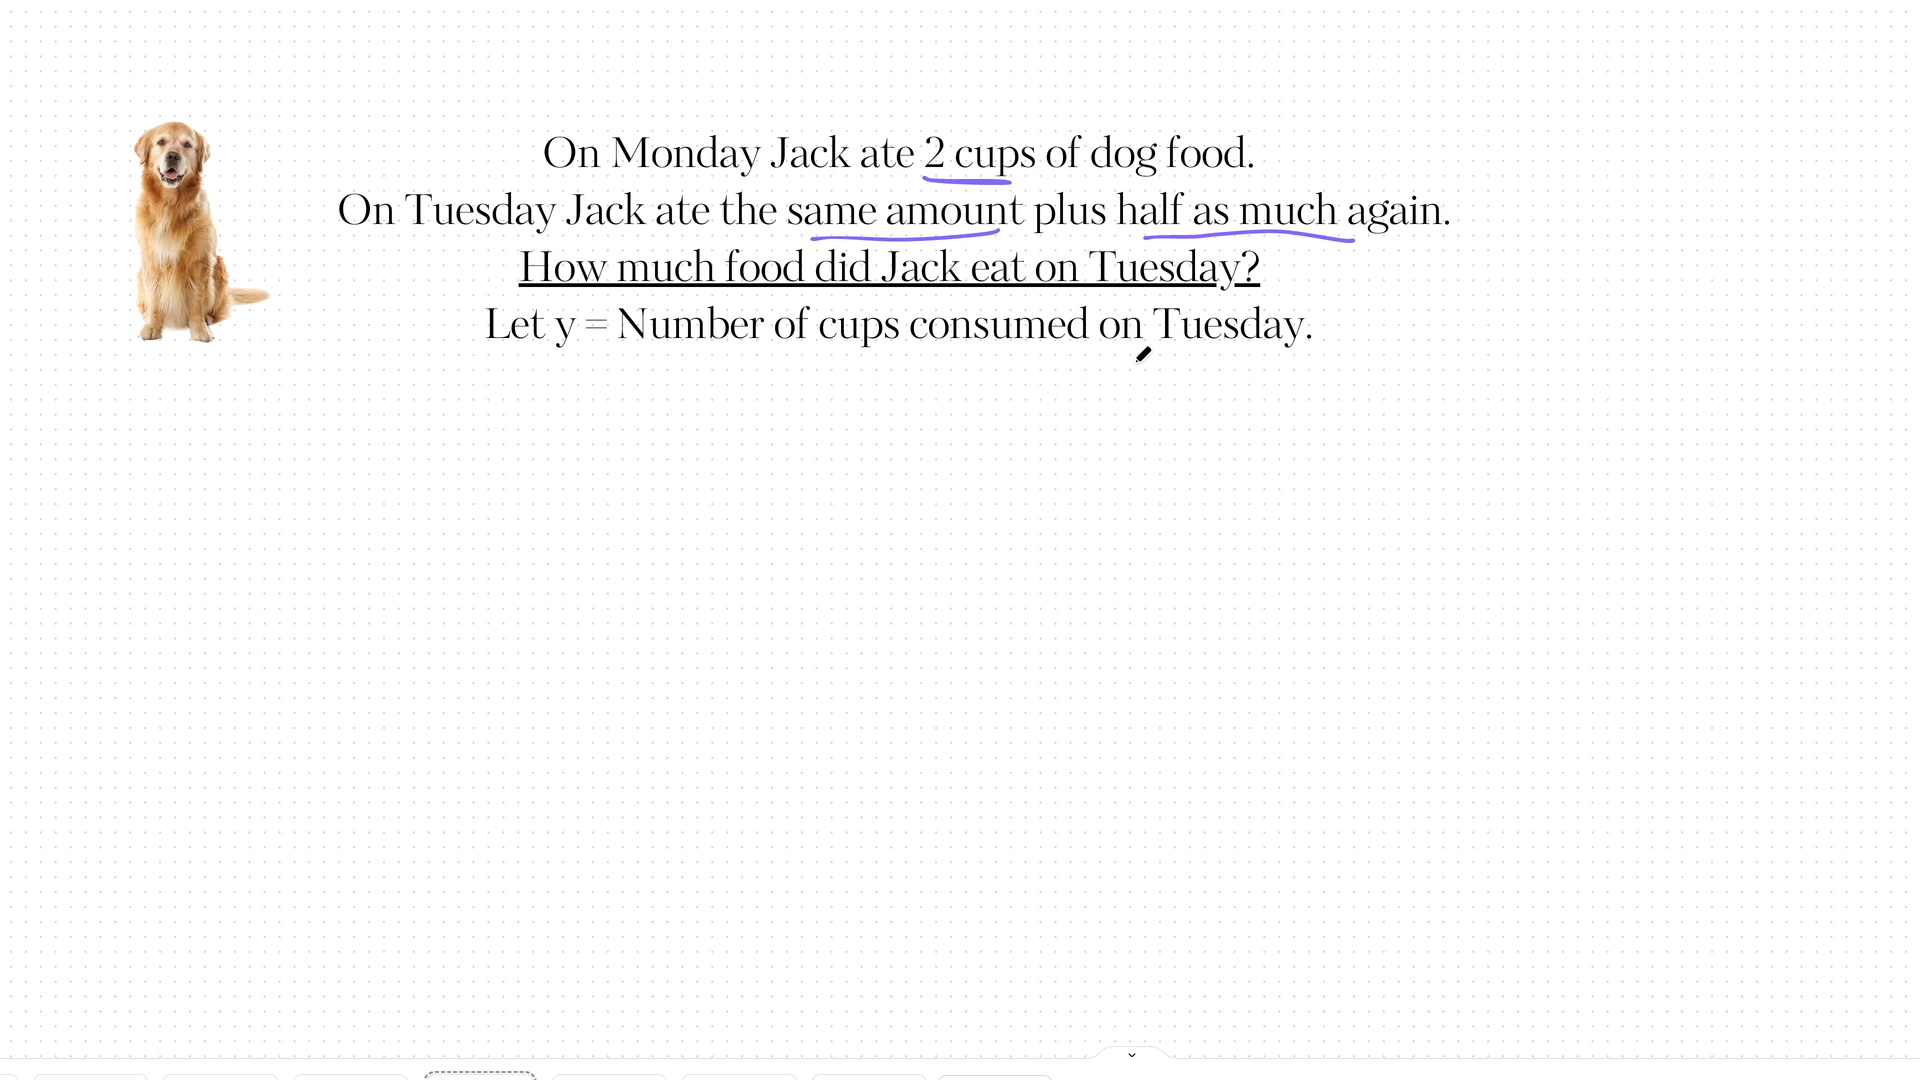 On Monday Jack ate 2 cups of dog food.
On Tuesday Jack ate the same amount plus half as much again.
How much food did Jack eat on Tuesday?
Let y = Number of cups consumed on Tuesday.